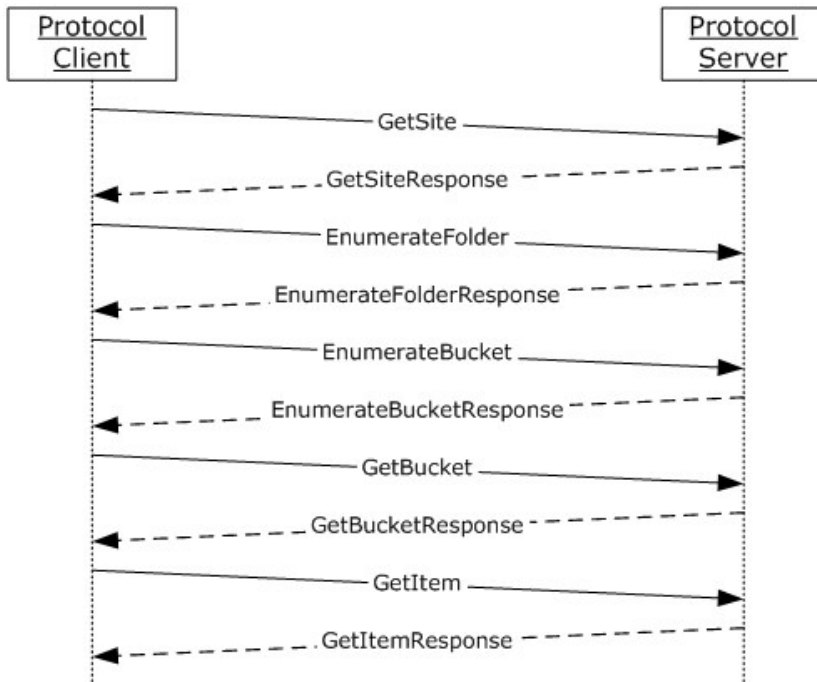 Protocol
Client
Protocol
Server
GetSite
GetSiteResponse
EnumerateFolder
EnumerateFolderResponse
EnumerateBucket
EnumerateBucketResponse
GetBucket
GetBucketResponse
GetItem
GetItemResponse